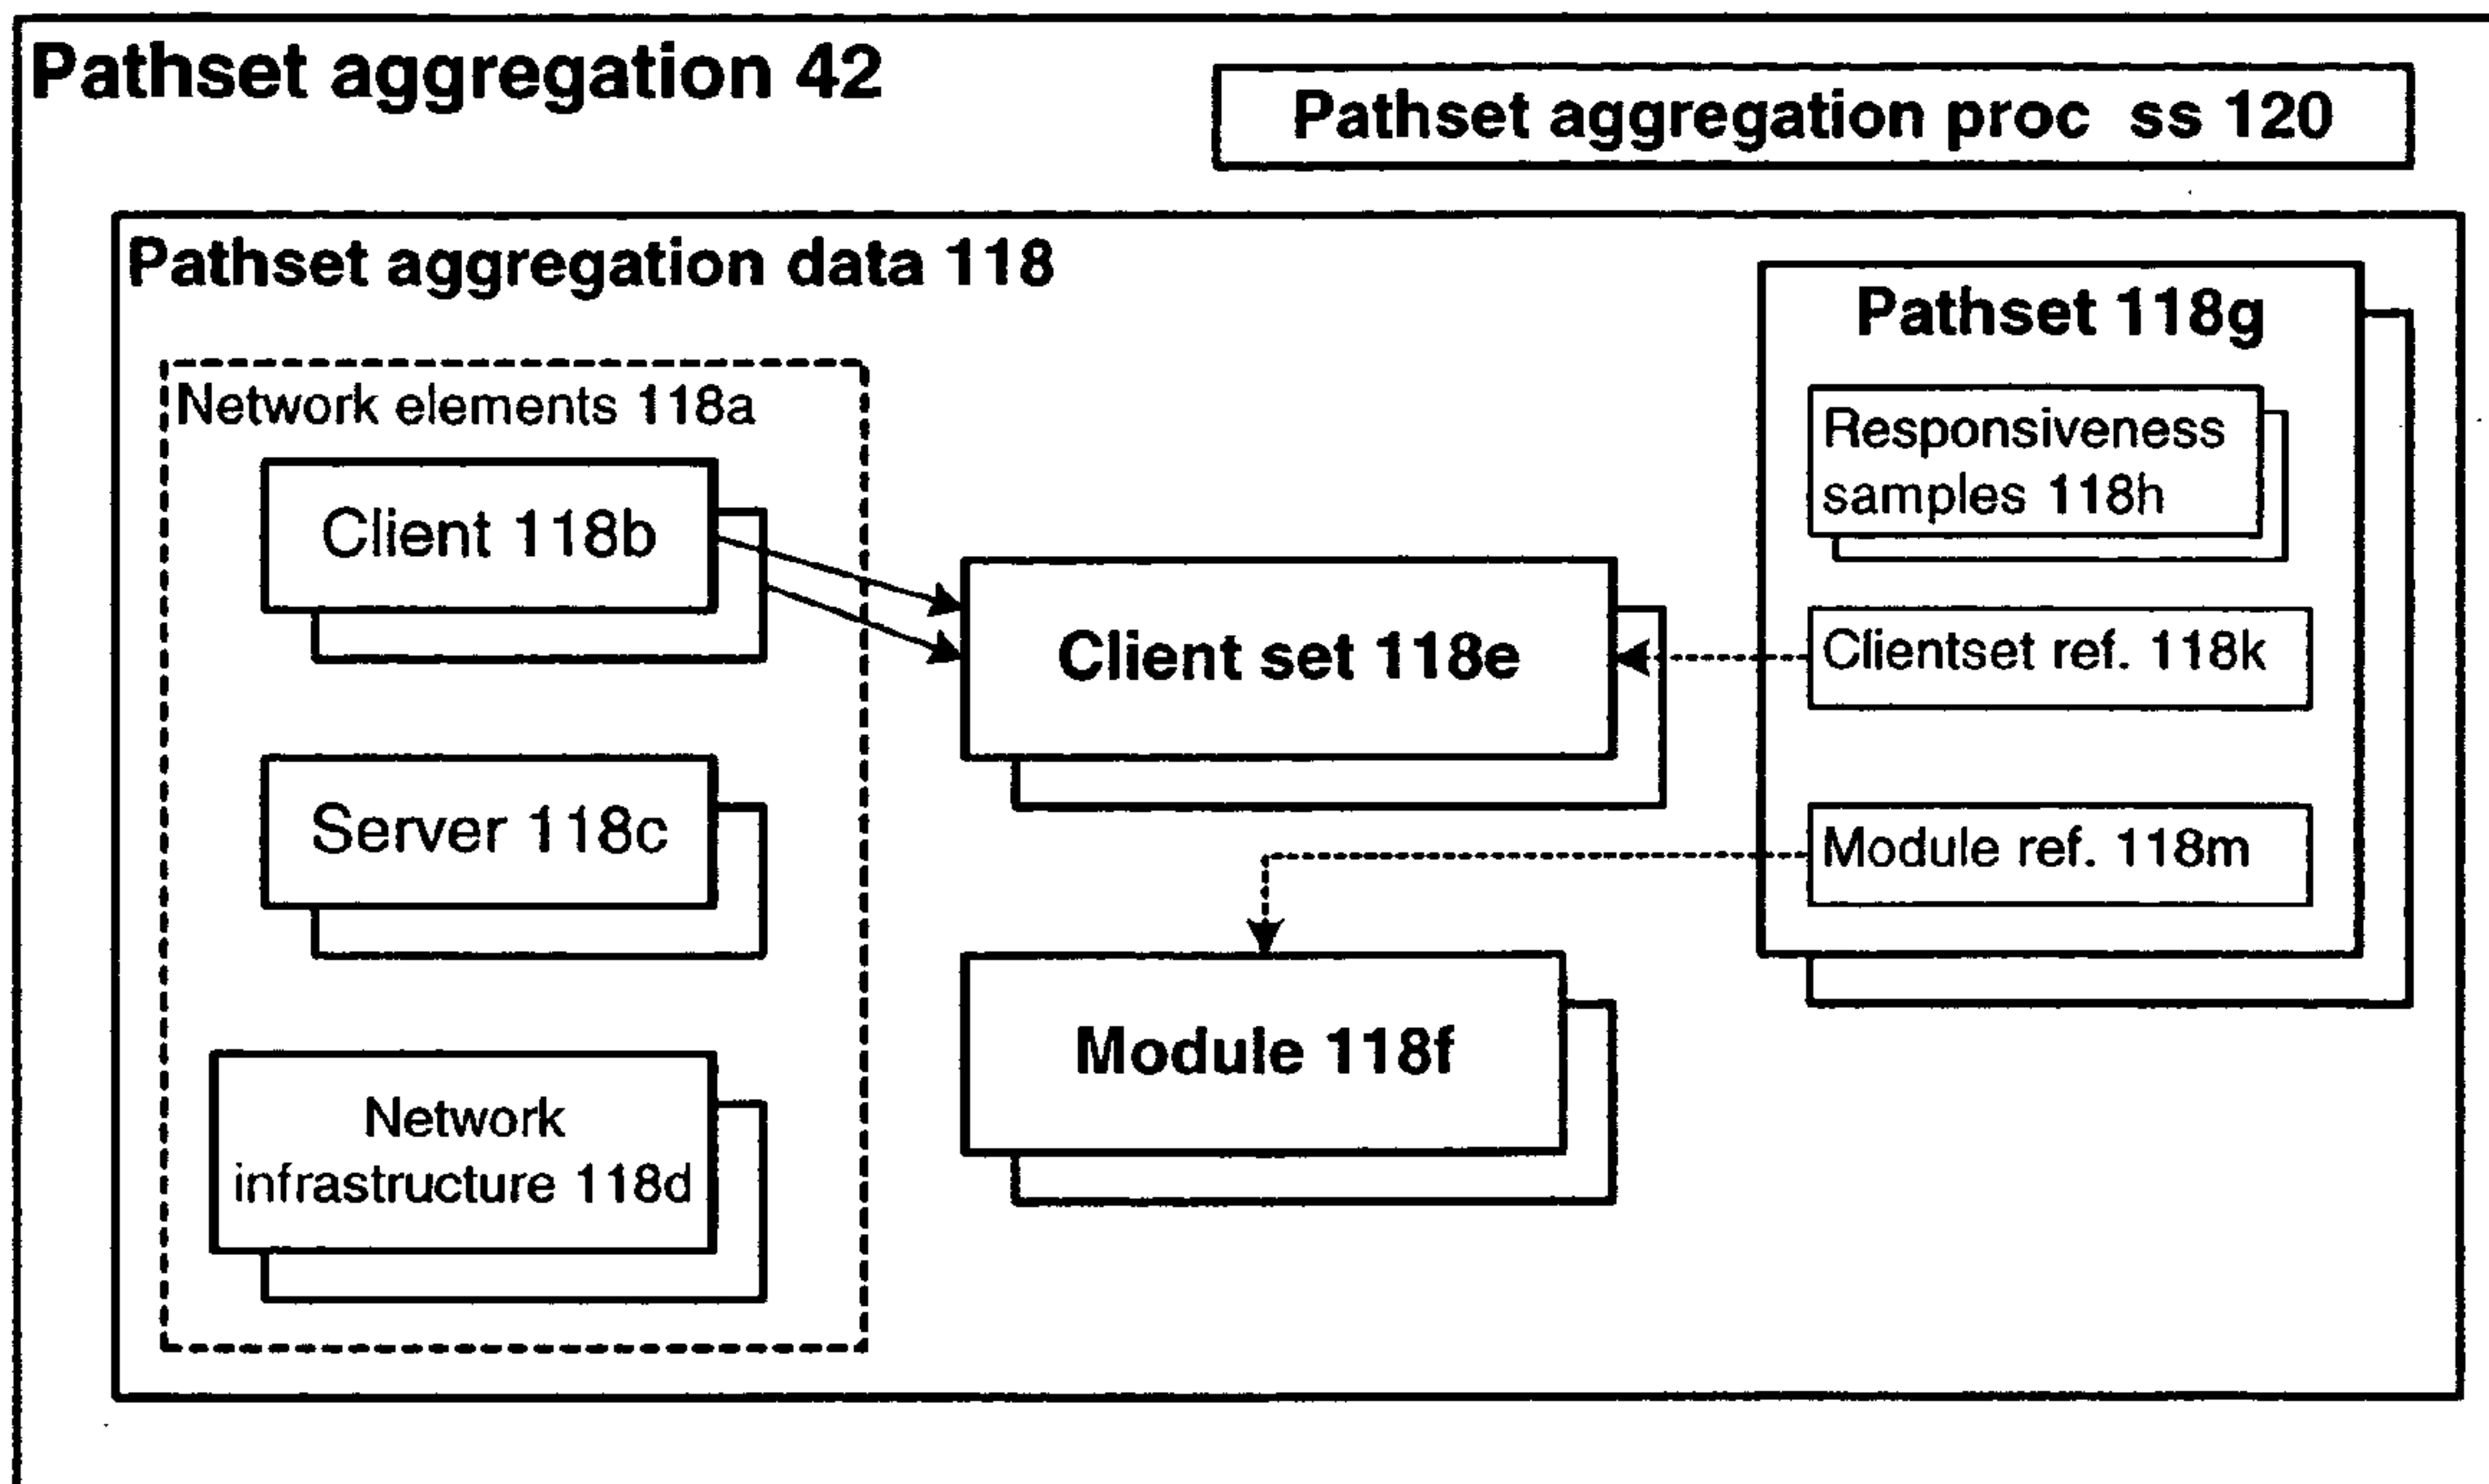 Pathset aggregation 42
Pathset aggregation proc ss 120
Pathset aggregation data 118
Network elements 118a
Client 118b
Server 118c
Network
infrastructure 118d
Client set 118e
Module 118f
Pathset 118g
Responsiveness
samples 118h
Clientset ref. 118k
Module ref. 118m